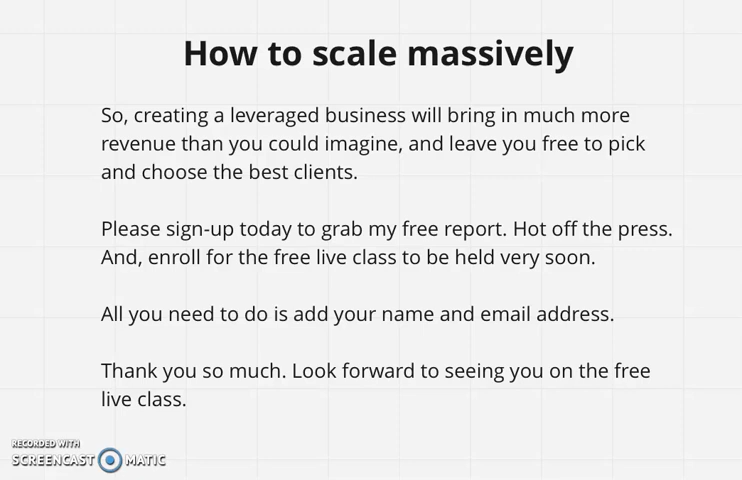 How to scale massively
So, creating a leveraged business will bring in much more
revenue than you could imagine, and leave you free to pick
and choose the best clients.
Please sign-up today to grab my free report. Hot off the press.
And, enroll for the free live class to be held very soon.
All you need to do is add your name and email address.
Thank you so much. Look forward to seeing you on the free
live class.
RECORDED WITH
SCREENCAST MATIC